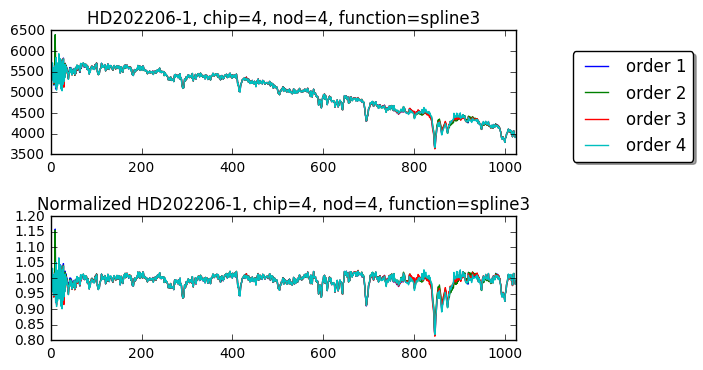 HD202206-1, chip=4, nod=4, function=spline3
6500
6000
5500
5000
4500
4000
3500
0 200 400 600 800 1000
order 1
order 2
order 3
order 4
Normalized HD202206-1, chip=4, nod=4, function=spline3
1.20
1.15
1.10
1.05
1.00
0.95
0.90
0.85
0.80
0 200 400 600 800 1000